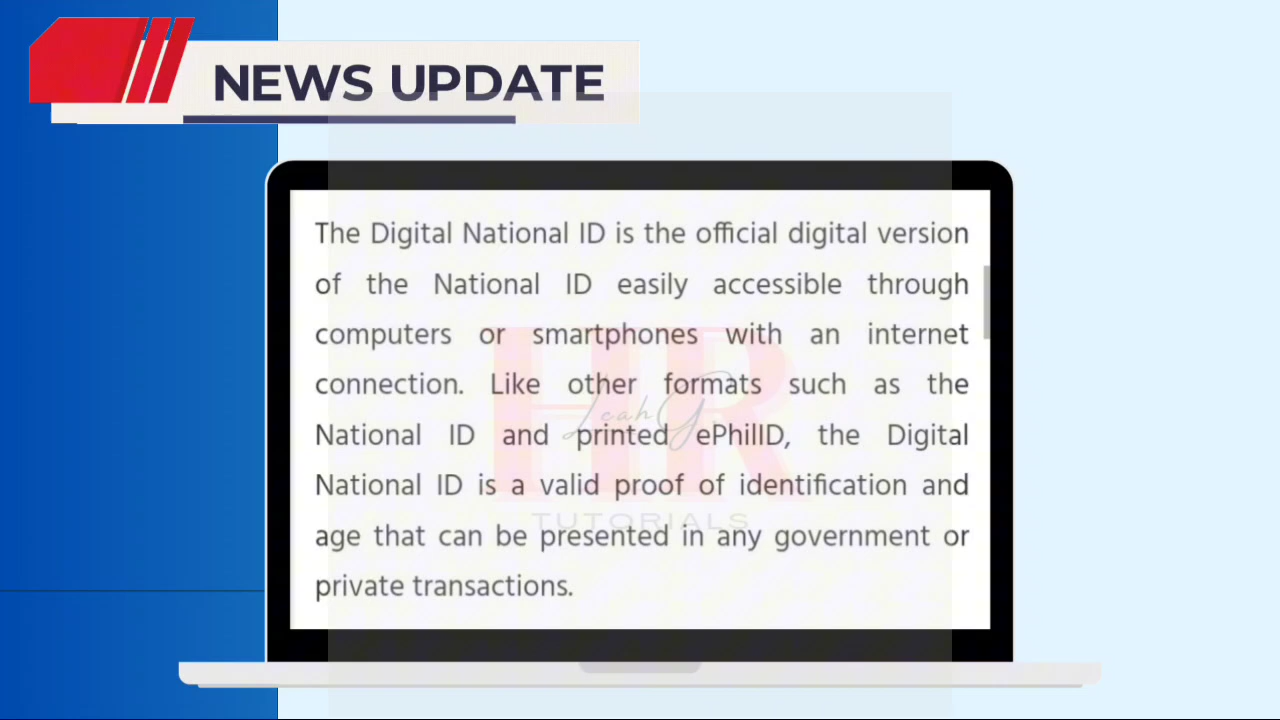 NEWS UPDATE
The Digital National ID is the official digital version
of the National ID easily accessible through
computers or smartphones with an internet
connection. Like other formats such as the
National ID and printed ePhilID, the Digital
National ID is a valid proof of identification and
age that can be presented in any government or
private transactions.
HR
Leah G
TUTORIALS